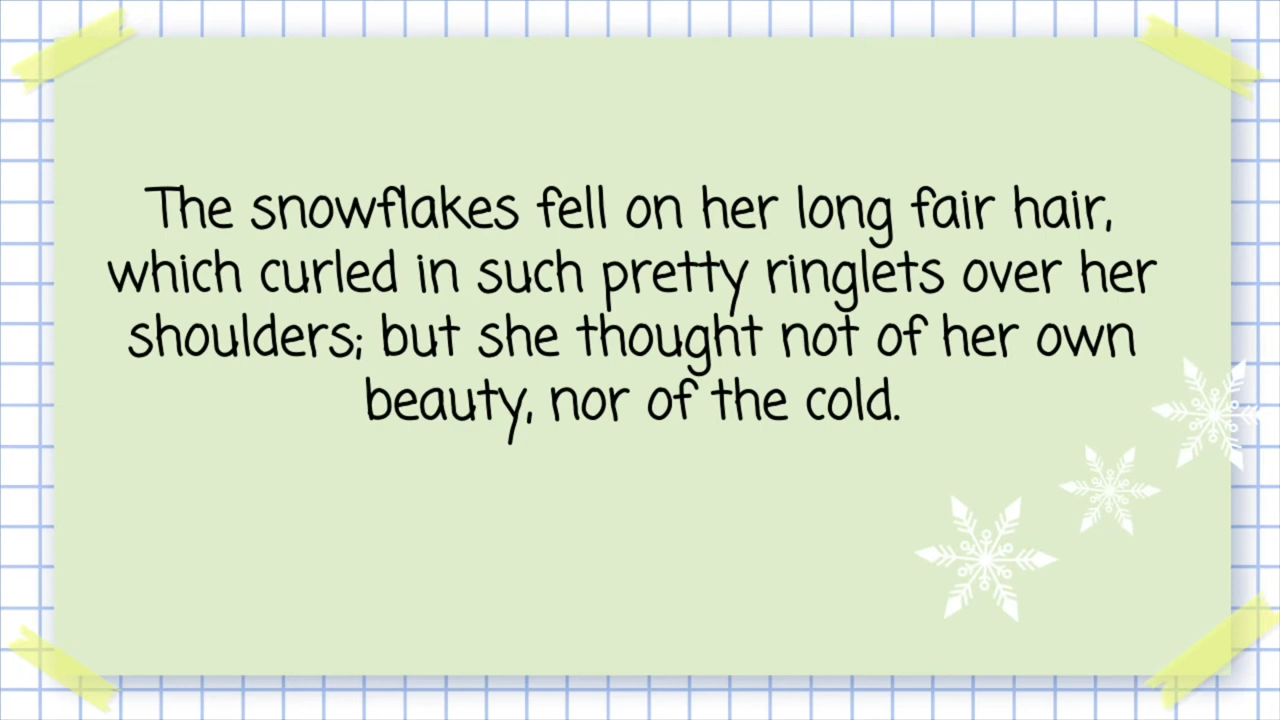 The snowflakes fell on her long fair hair,
which curled in such pretty ringlets over her
shoulders; but she thought not of her own
beauty, nor of the cold.